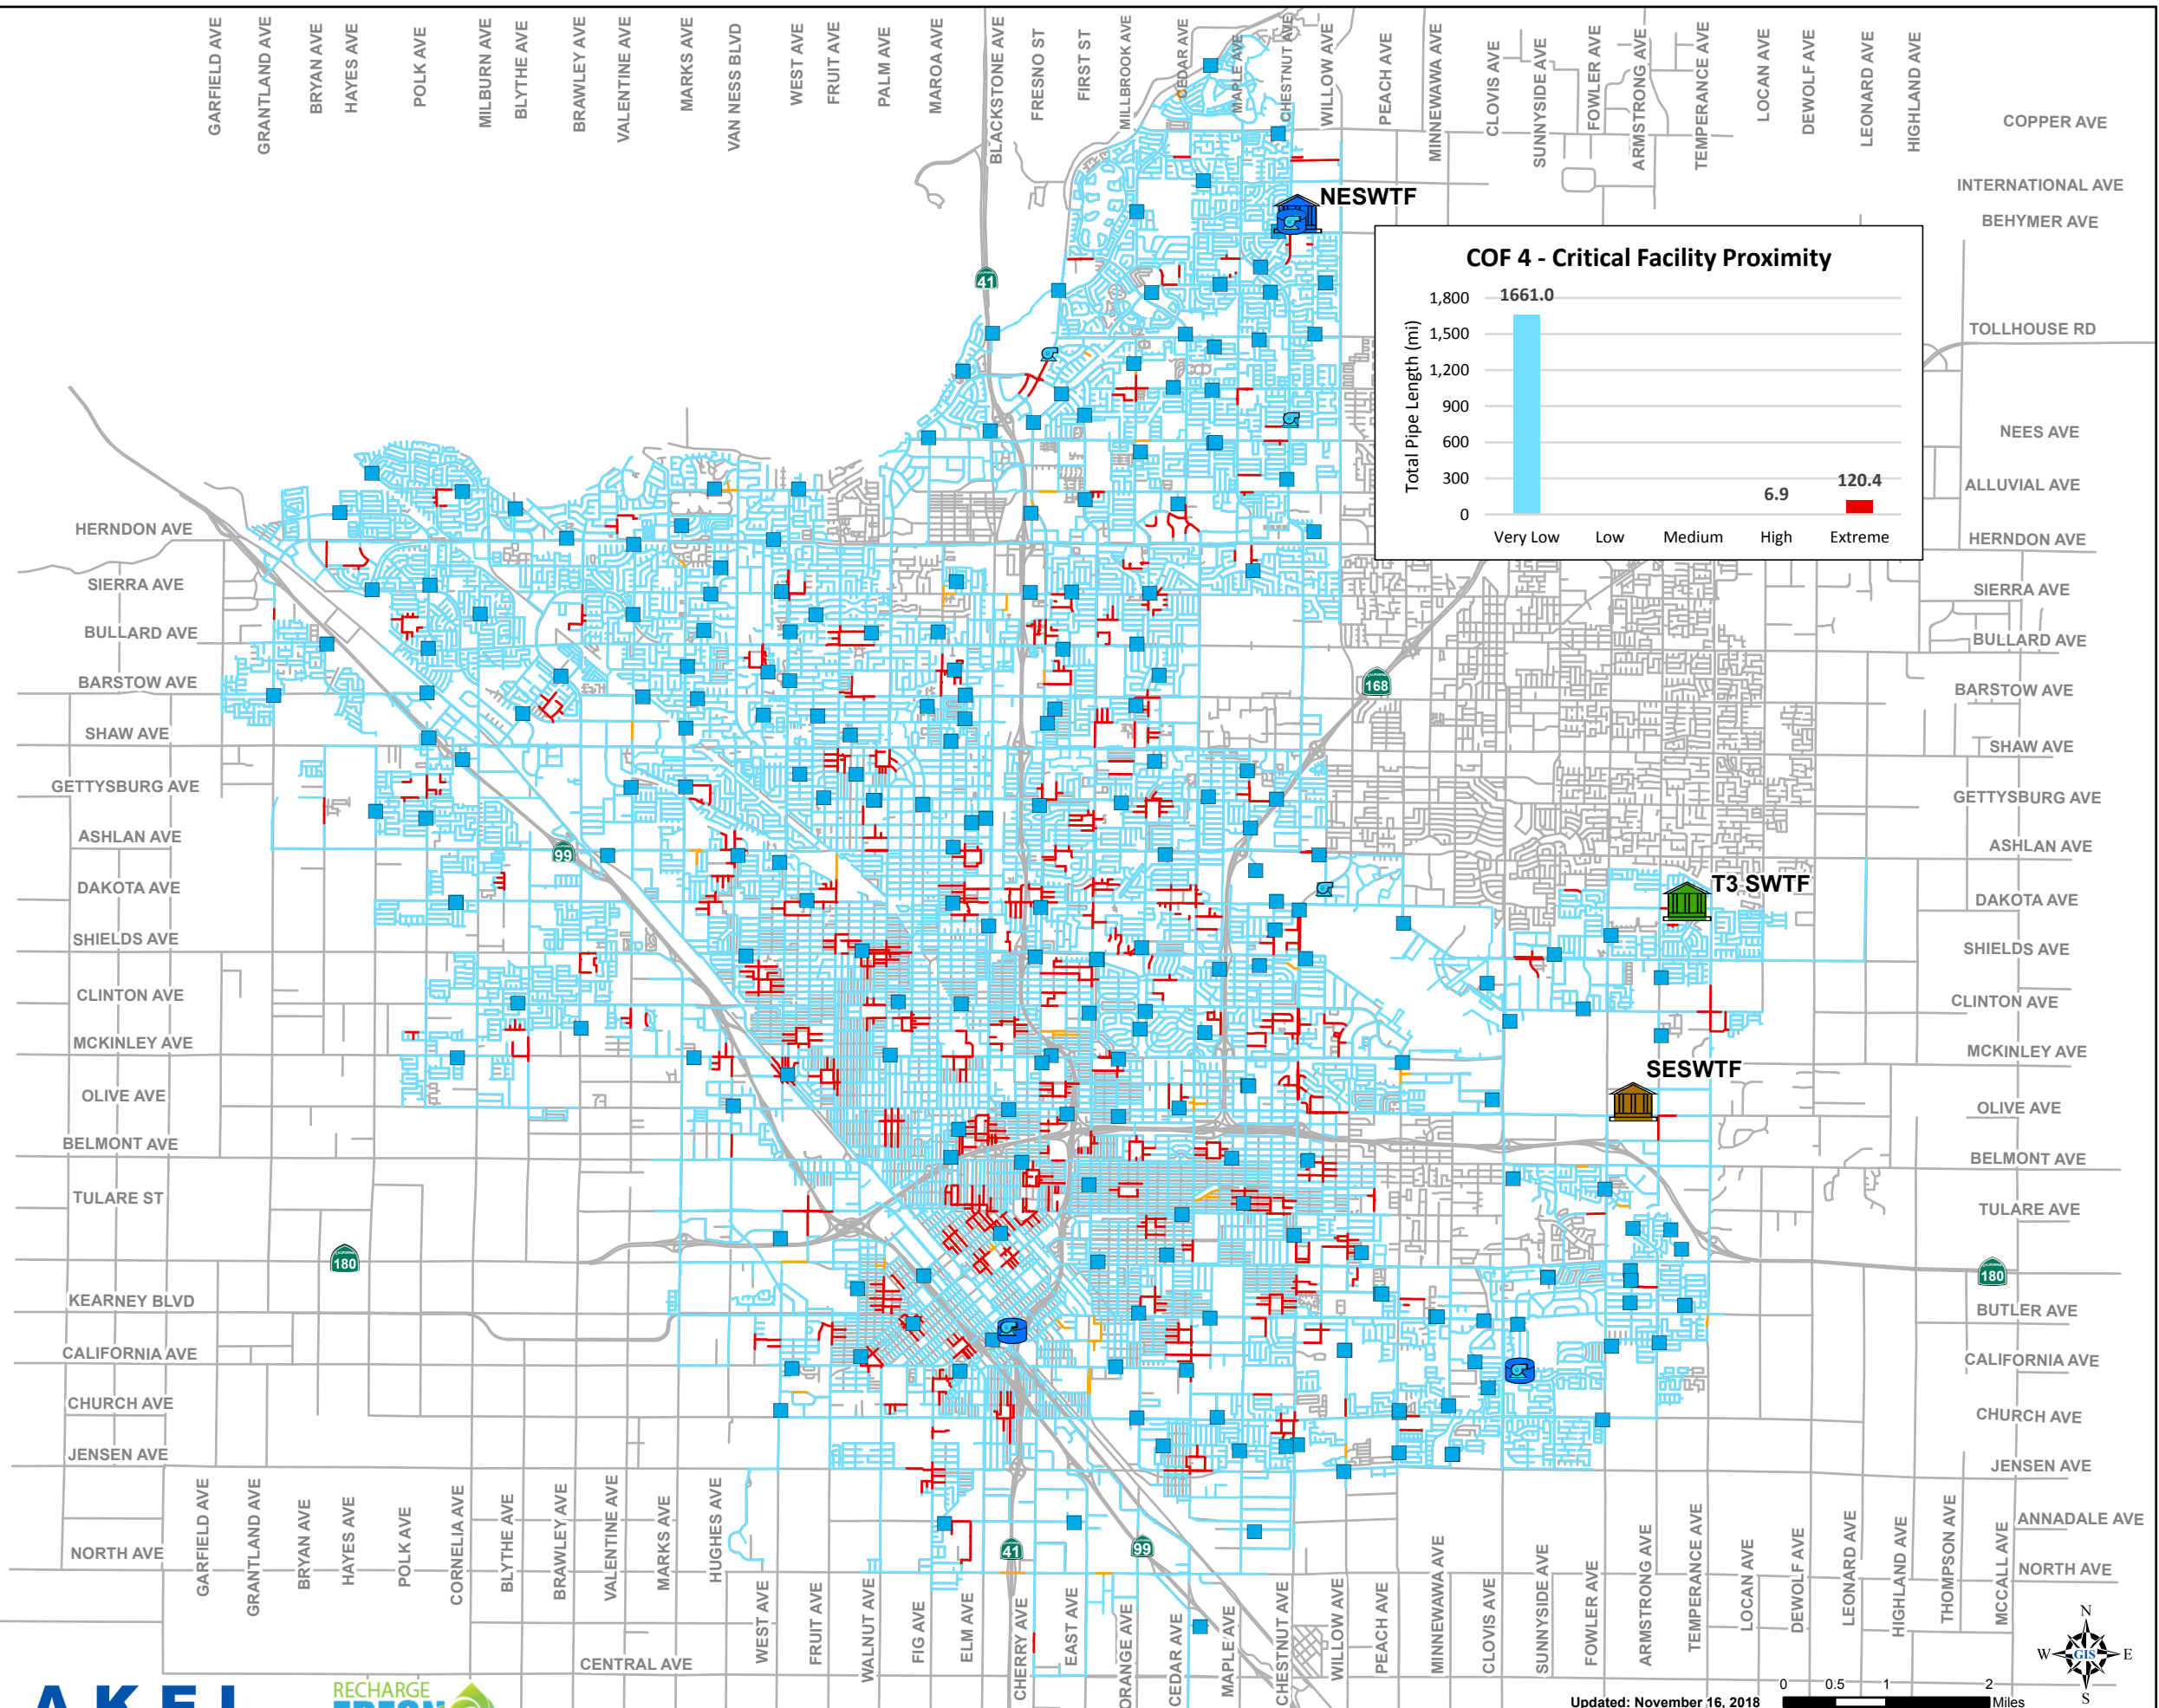 GARFIELD AVE
GRANTLAND AVE
BRYAN AVE
HAYES AVE
POLK AVE
MILBURN AVE
BLYTHE AVE
BRAWLEY AVE
VALENTINE AVE
MARKS AVE
VAN NESS BLVD
WEST AVE
FRUIT AVE
PALM AVE
MAROA AVE
BLACKSTONE AVE
FRESNO ST
FIRST ST
MILLBROOK AVE
CEDAR AVE
MAPLE AVE
CHESTNUT AVE
WILLOW AVE
PEACH AVE
MINNEWAWA AVE
CLOVIS AVE
SUNNYSIDE AVE
FOWLER AVE
ARMSTRONG AVE
TEMPERANCE AVE
LOCAN AVE
DEWOLF AVE
LEONARD AVE
HIGHLAND AVE
COPPER AVE
INTERNATIONAL AVE
BEHYMER AVE
TOLLHOUSE RD
NEES AVE
ALLUVIAL AVE
HERNDON AVE
SIERRA AVE
BULLARD AVE
BARSTOW AVE
SHAW AVE
GETTYSBURG AVE
ASHLAN AVE
DAKOTA AVE
SHIELDS AVE
CLINTON AVE
MCKINLEY AVE
OLIVE AVE
BELMONT AVE
TULARE AVE
BUTLER AVE
CALIFORNIA AVE
CHURCH AVE
JENSEN AVE
ANNADALE AVE
NORTH AVE
NESWTF
COF 4 - Critical Facility Proximity
Total Pipe Length (mi)
1,800
1,500
1,200
900
600
300
0
1661.0
6.9
120.4
Very Low
Low
Medium
High
Extreme
41
168
99
T3 SWTF
SESWTF
180
180
41
99
HERNDON AVE
SIERRA AVE
BULLARD AVE
BARSTOW AVE
SHAW AVE
GETTYSBURG AVE
ASHLAN AVE
DAKOTA AVE
SHIELDS AVE
CLINTON AVE
MCKINLEY AVE
OLIVE AVE
BELMONT AVE
TULARE ST
KEARNEY BLVD
CALIFORNIA AVE
CHURCH AVE
JENSEN AVE
NORTH AVE
GARFIELD AVE
GRANTLAND AVE
BRYAN AVE
HAYES AVE
POLK AVE
CORNELIA AVE
BLYTHE AVE
BRAWLEY AVE
VALENTINE AVE
MARKS AVE
HUGHES AVE
WEST AVE
FRUIT AVE
WALNUT AVE
FIG AVE
ELM AVE
CHERRY AVE
EAST AVE
ORANGE AVE
CEDAR AVE
MAPLE AVE
CHESTNUT AVE
WILLOW AVE
PEACH AVE
MINNEWAWA AVE
CLOVIS AVE
SUNNYSIDE AVE
FOWLER AVE
ARMSTRONG AVE
TEMPERANCE AVE
LOCAN AVE
DEWOLF AVE
LEONARD AVE
HIGHLAND AVE
THOMPSON AVE
MCCALL AVE
CENTRAL AVE
N
W
GIS
E
S
AKEL
RECHARGE
FRESNO
Updated: November 16, 2018
0 0.5 1 2
Miles